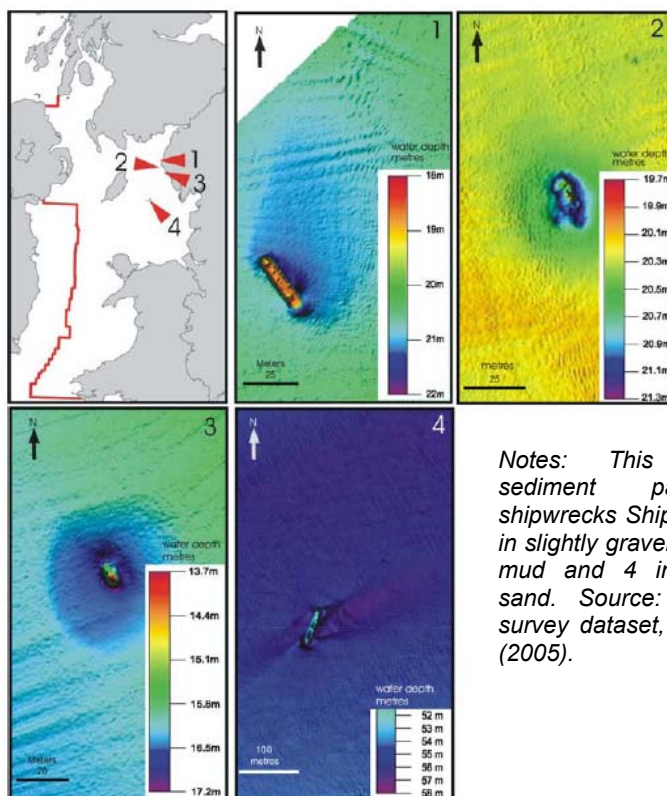 1
2
3
4
N
1
water depth
metres
18m
19m
20m
21m
22m
Meters
25
N
2
water depth
metres
19.7m
19.9m
20.1m
20.3m
20.5m
20.7m
20.9m
21.1m
21.3m
metres
25
N
3
water depth
metres
13.7m
14.4m
15.1m
15.8m
16.5m
17.2m
Meters
20
N
4
water depth
metres
52 m
53 m
54 m
55 m
56 m
57 m
58 m
100
metres
Notes: This
sediment pa
shipwrecks Ship
in slightly grave
mud and 4 in
sand. Source:
survey dataset,
(2005).